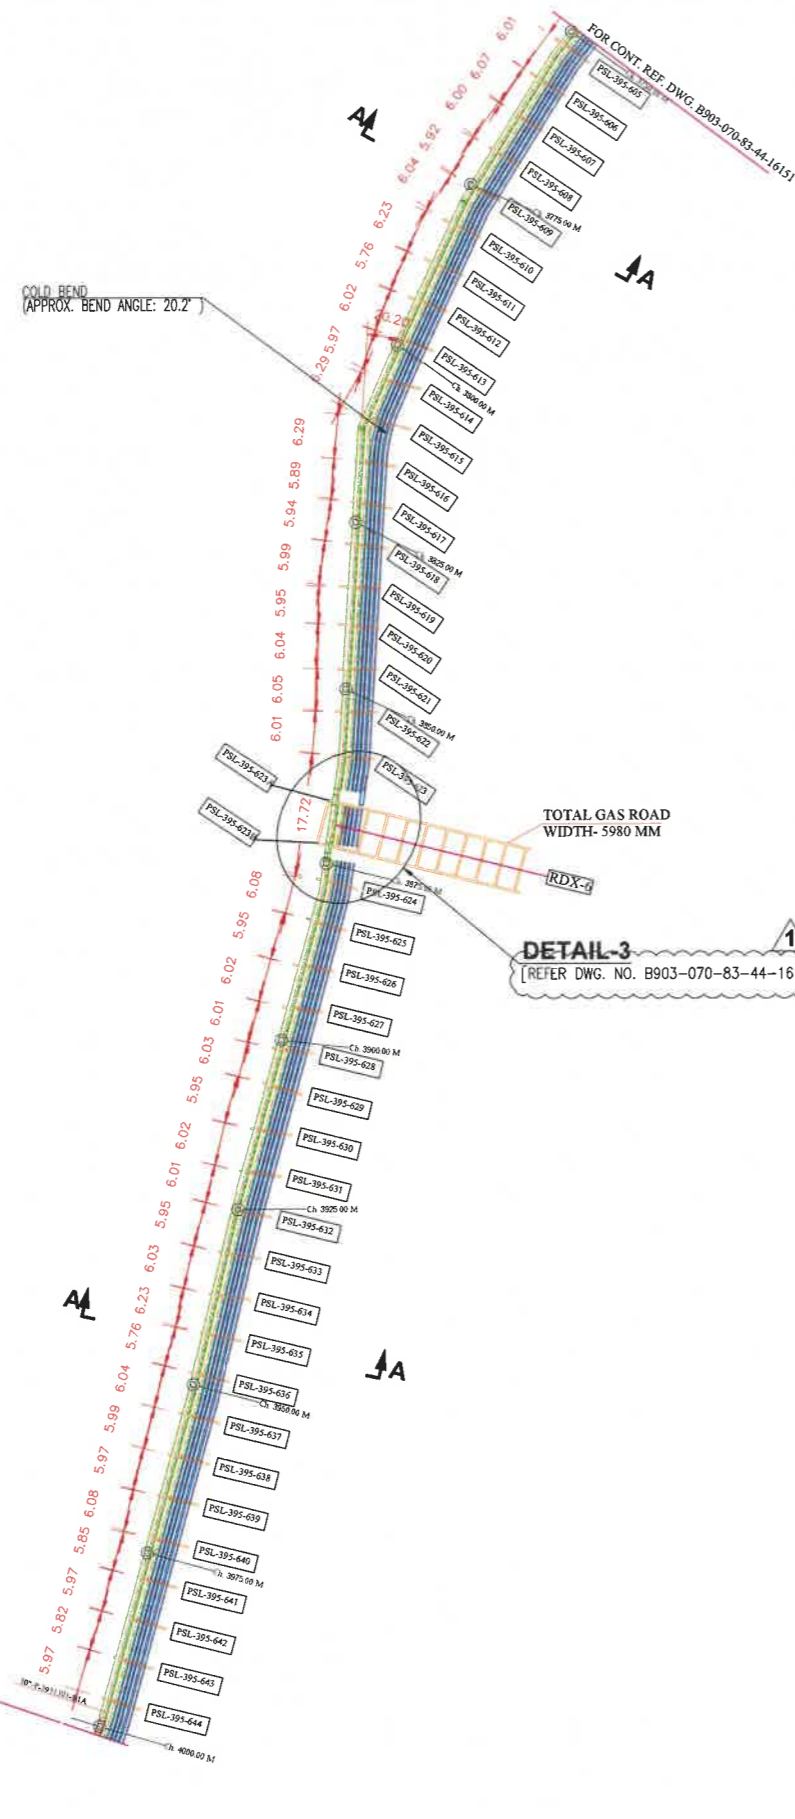 FOR CONT. REF. DWG. B903-070-83-44-16151
6.01
6.07
6.00
5.92
6.04
6.23
5.76
6.02
5.97
6.29
5.89
5.94
5.99
5.95
6.04
6.05
6.01
17.72
6.08
5.95
6.02
6.01
6.03
5.95
6.02
6.01
5.95
6.03
6.23
5.76
6.04
5.99
5.97
6.08
5.85
5.97
5.82
5.97
A
A
COLD BEND
(APPROX. BEND ANGLE: 20.2° )
PSL-395-605
PSL-395-606
PSL-395-607
PSL-395-608
PSL-395-609
Ch. 3775.00 M
PSL-395-610
PSL-395-611
PSL-395-612
PSL-395-613
Ch. 3800.00 M
PSL-395-614
PSL-395-615
PSL-395-616
PSL-395-617
Ch. 3825.00 M
PSL-395-618
PSL-395-619
PSL-395-620
PSL-395-621
Ch. 3850.00 M
PSL-395-622
PSL-395-623
TOTAL GAS ROAD
WIDTH- 5980 MM
RDX-6
PSL-395-624
DETAIL-3
1
[REFER DWG. NO. B903-070-83-44-16
PSL-395-625
PSL-395-626
PSL-395-627
Ch. 3900.00 M
PSL-395-628
PSL-395-629
PSL-395-630
PSL-395-631
Ch. 3925.00 M
PSL-395-632
PSL-395-633
PSL-395-634
PSL-395-635
A
A
PSL-395-636
Ch. 3950.00 M
PSL-395-637
PSL-395-638
PSL-395-639
PSL-395-640
Ch. 3975.00 M
PSL-395-641
PSL-395-642
PSL-395-643
PSL-395-644
Ch. 4000.00 M